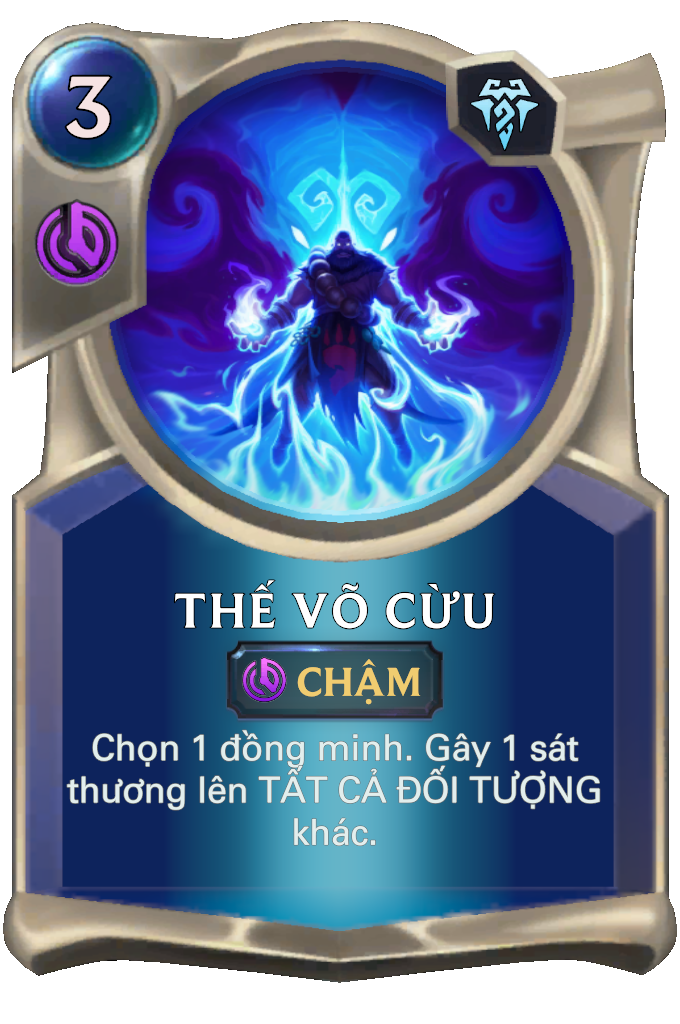 3
THẾ VÕ CỪU
CHẬM
Chọn 1 đồng minh. Gây 1 sát
thương lên TẤT CẢ ĐỐI TƯỢNG
khác.